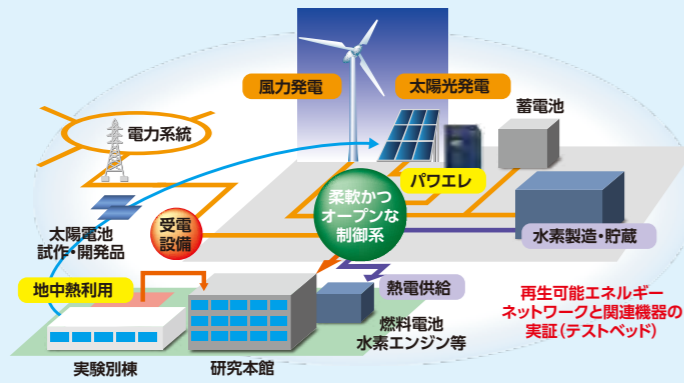 風力発電
太陽光発電
蓄電池
電力系統
パワエレ
柔軟かつ
オープンな
制御系
太陽電池
試作・開発品
受電
設備
水素製造・貯蔵
地中熱利用
熱電供給
再生可能エネルギー
ネットワークと関連機器の
実証(テストベッド)
燃料電池
水素エンジン等
実験別棟
研究本館